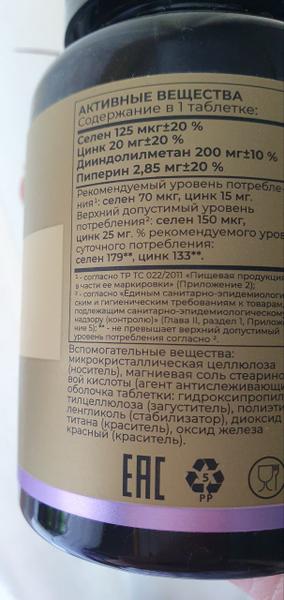 АКТИВНЫЕ ВЕЩЕСТВА
Содержание в 1 таблетке:
Селен 125 мкг±20 %
Цинк 20 мг±20 %
Дииндолилметан 200 мг±10 %
Пиперин 2,85 мг±20 %
Рекомендуемый уровень потребле-
ния¹: селен 70 мкг, цинк 15 мг.
Верхний допустимый уровень
потребления²: селен 150 мкг,
цинк 25 мг. % рекомендуемого уров
суточного потребления:
селен 179**, цинк 133**.
¹ - согласно ТР ТС 022/2011 «Пищевая продукция
в части ее маркировки» (Приложение 2);
² - согласно «Единым санитарно-эпидемиологи
ским и гигиеническим требованиям к товарам,
подлежащим санитарно-эпидемиологическому
надзору (контролю)» (Глава II, раздел 1, Прилож
ние 5); ** - не превышает верхний допустимый
уровень потребления согласно ².
Вспомогательные вещества:
микрокристаллическая целлюлоза
(носитель), магниевая соль стеарино
вой кислоты (агент антислеживающи
оболочка таблетки: гидроксипропил
тилцеллюлоза (загуститель), полиэти
ленгликоль (стабилизатор), диоксид
титана (краситель), оксид железа
красный (краситель).
ЕАС
5
PP